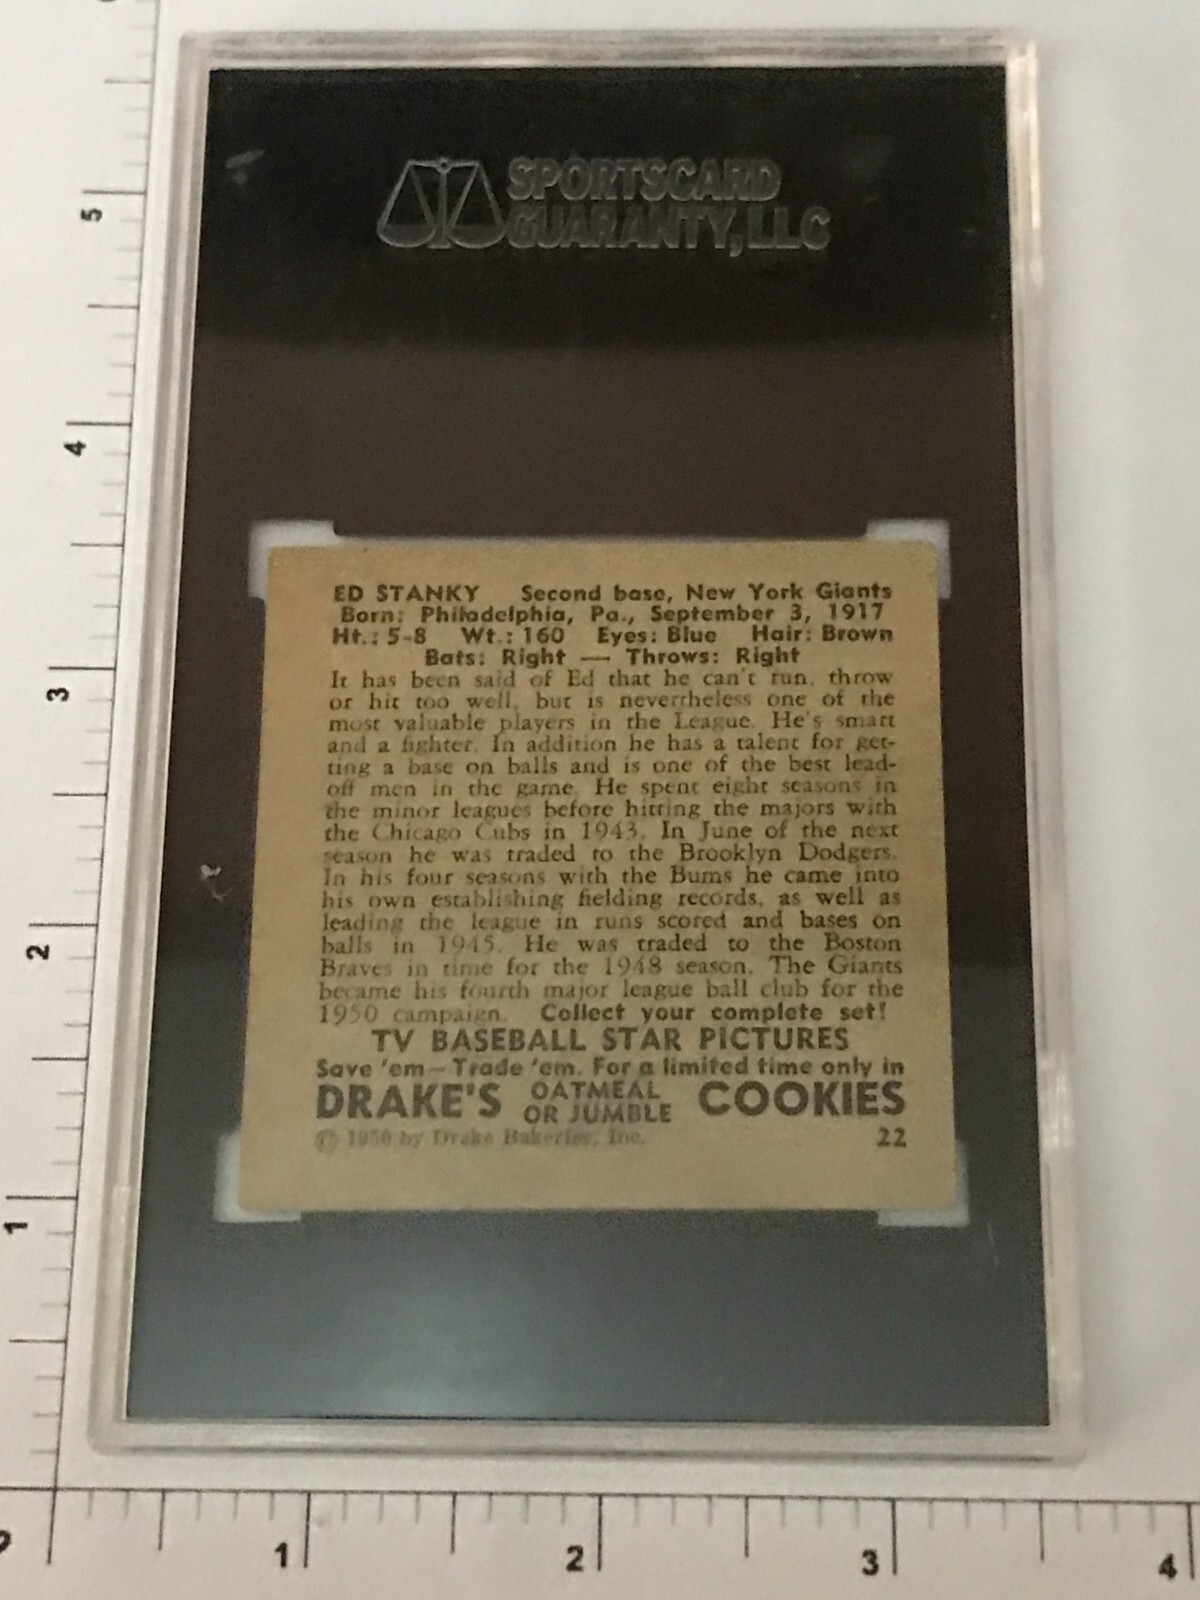 SPORTSCARD
GUARANTY, LLC
ED STANKY Second base, New York Giants
Born: Philadelphia, Pa., September 3, 1917
Ht.: 5-8 Wt.: 160 Eyes: Blue Hair: Brown
Bats: Right — Throws: Right
It has been said of Ed that he can't run, throw
or hit too well, but is nevertheless one of the
most valuable players in the League. He's smart
and a fighter. In addition he has a talent for get-
ting a base on balls and is one of the best lead-
off men in the game. He spent eight seasons in
the minor leagues before hitting the majors with
the Chicago Cubs in 1943. In June of the next
season he was traded to the Brooklyn Dodgers.
In his four seasons with the Bums he came into
his own establishing fielding records, as well as
leading the league in runs scored and bases on
balls in 1945. He was traded to the Boston
Braves in time for the 1948 season. The Giants
became his fourth major league ball club for the
1950 campaign. Collect your complete set!
TV BASEBALL STAR PICTURES
Save 'em—Trade 'em. For a limited time only in
DRAKE'S OATMEAL OR JUMBLE COOKIES
© 1950 by Drake Bakeries, Inc. 22
5
4
3
2
1
1 2 3 4